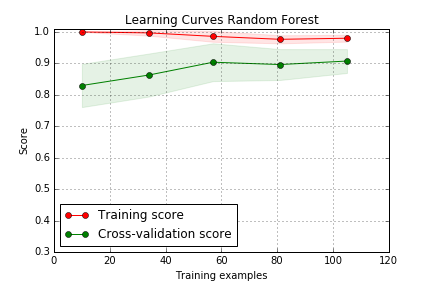 Learning Curves Random Forest
1.0
0.9
0.8
0.7
0.6
0.5
0.4
0.3
Score
Training score
Cross-validation score
0 20 40 60 80 100 120
Training examples